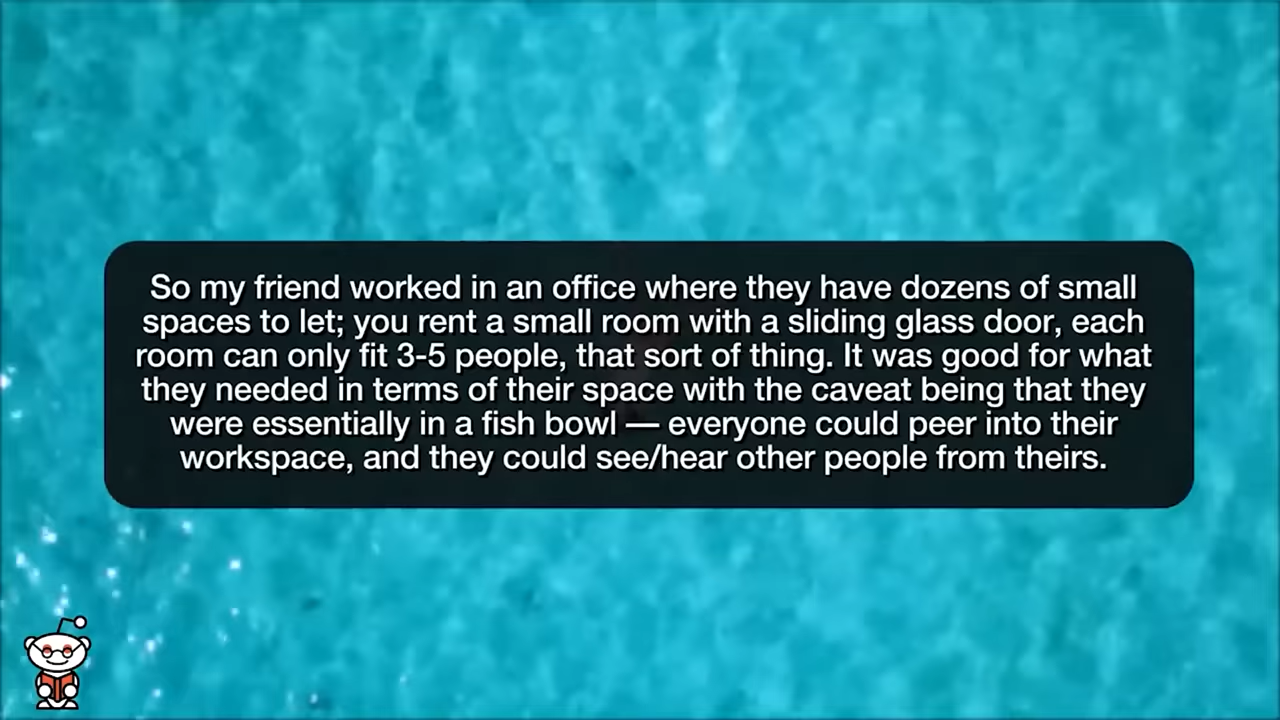 So my friend worked in an office where they have dozens of small
spaces to let; you rent a small room with a sliding glass door, each
room can only fit 3-5 people, that sort of thing. It was good for what
they needed in terms of their space with the caveat being that they
were essentially in a fish bowl — everyone could peer into their
workspace, and they could see/hear other people from theirs.